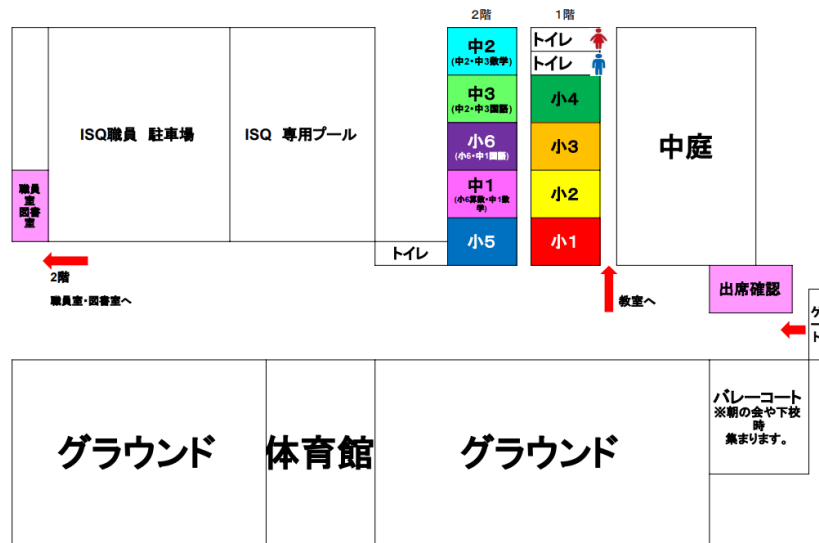 2階
1階
中2
(中2・中3数学)
トイレ
トイレ
中3
(中2・中3国語)
小4
ISQ職員 駐車場
ISQ 専用プール
小6
(小6・中1国語)
小3
中庭
職員
室
図書
室
中1
(小6算数・中1数
学)
小2
トイレ
小5
小1
2階
職員室・図書室へ
教室へ
出席確認
ゲ
ー
ト
グラウンド
体育館
グラウンド
バレーコート
※朝の会や下校
時
集まります。